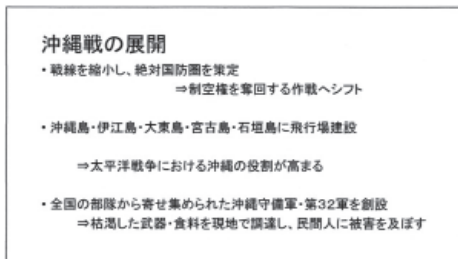 沖縄戦の展開
・戦線を縮小し、絶対国防圏を策定
⇒制空権を奪回する作戦へシフト
・沖縄島・伊江島・大東島・宮古島・石垣島に飛行場建設
⇒太平洋戦争における沖縄の役割が高まる
・全国の部隊から寄せ集められた沖縄守備軍・第32軍を創設
⇒枯渇した武器・食料を現地で調達し、民間人に被害を及ぼす